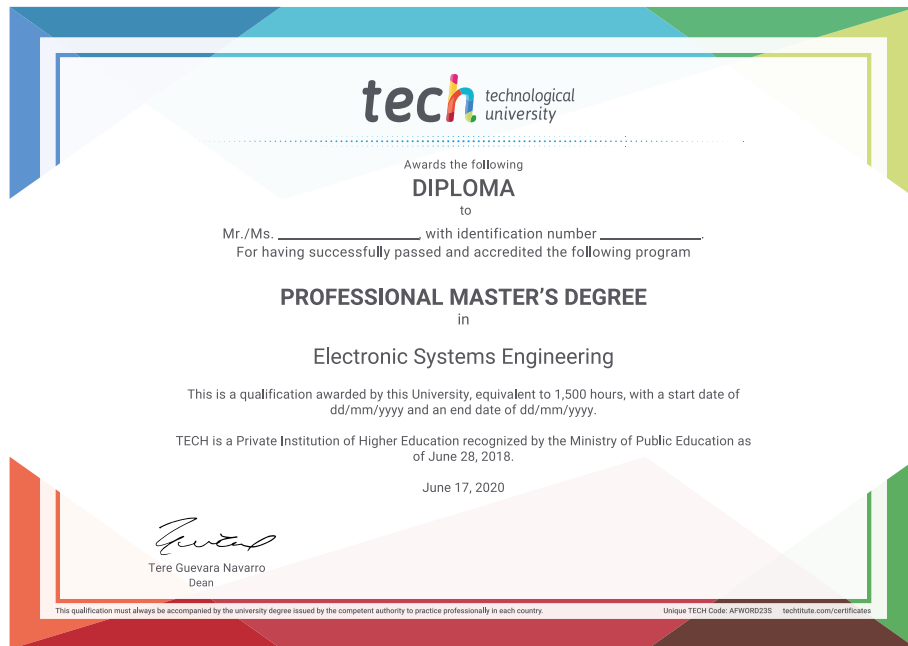 tech technological
university
Awards the following
DIPLOMA
to
Mr./Ms. ____________________, with identification number ______________.
For having successfully passed and accredited the following program
PROFESSIONAL MASTER'S DEGREE
in
Electronic Systems Engineering
This is a qualification awarded by this University, equivalent to 1,500 hours, with a start date of
dd/mm/yyyy and an end date of dd/mm/yyyy.
TECH is a Private Institution of Higher Education recognized by the Ministry of Public Education as
of June 28, 2018.
June 17, 2020
Tere Guevara Navarro
Dean
This qualification must always be accompanied by the university degree issued by the competent authority to practice professionally in each country. Unique TECH Code: AFWORD23S techtitute.com/certificates